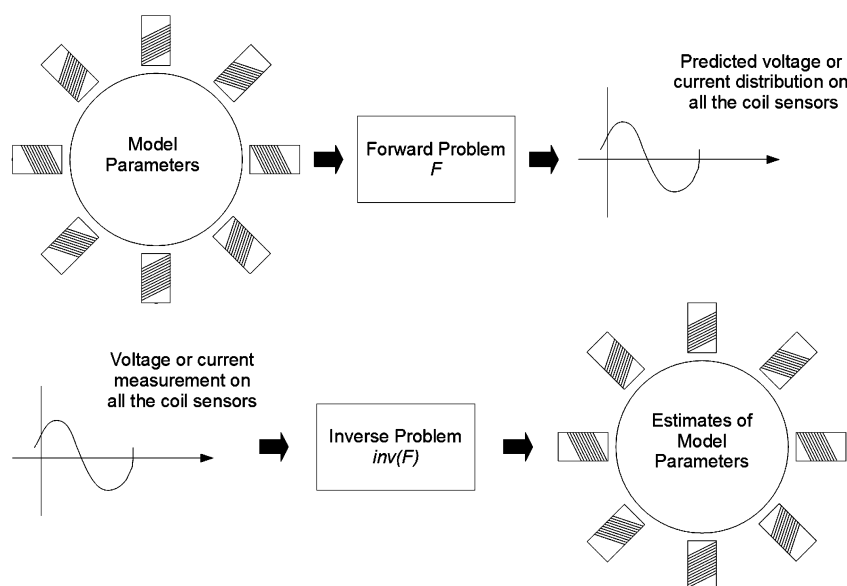 Model
Parameters
Forward Problem
F
Predicted voltage or
current distribution on
all the coil sensors
Voltage or current
measurement on
all the coil sensors
Inverse Problem
inv(F)
Estimates of
Model
Parameters